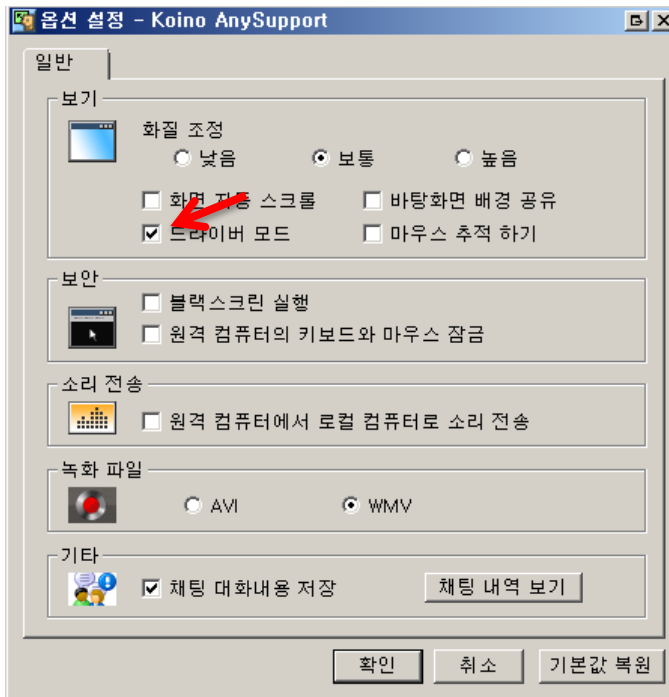 옵션 설정 - Koino AnySupport
일반
보기
화질 조정
낮음 보통 높음
화면 자동 스크롤 바탕화면 배경 공유
드라이버 모드 마우스 추적 하기
보안
블랙스크린 실행
원격 컴퓨터의 키보드와 마우스 잠금
소리 전송
원격 컴퓨터에서 로컬 컴퓨터로 소리 전송
녹화 파일
AVI WMV
기타
채팅 대화내용 저장 채팅 내역 보기
확인 취소 기본값 복원